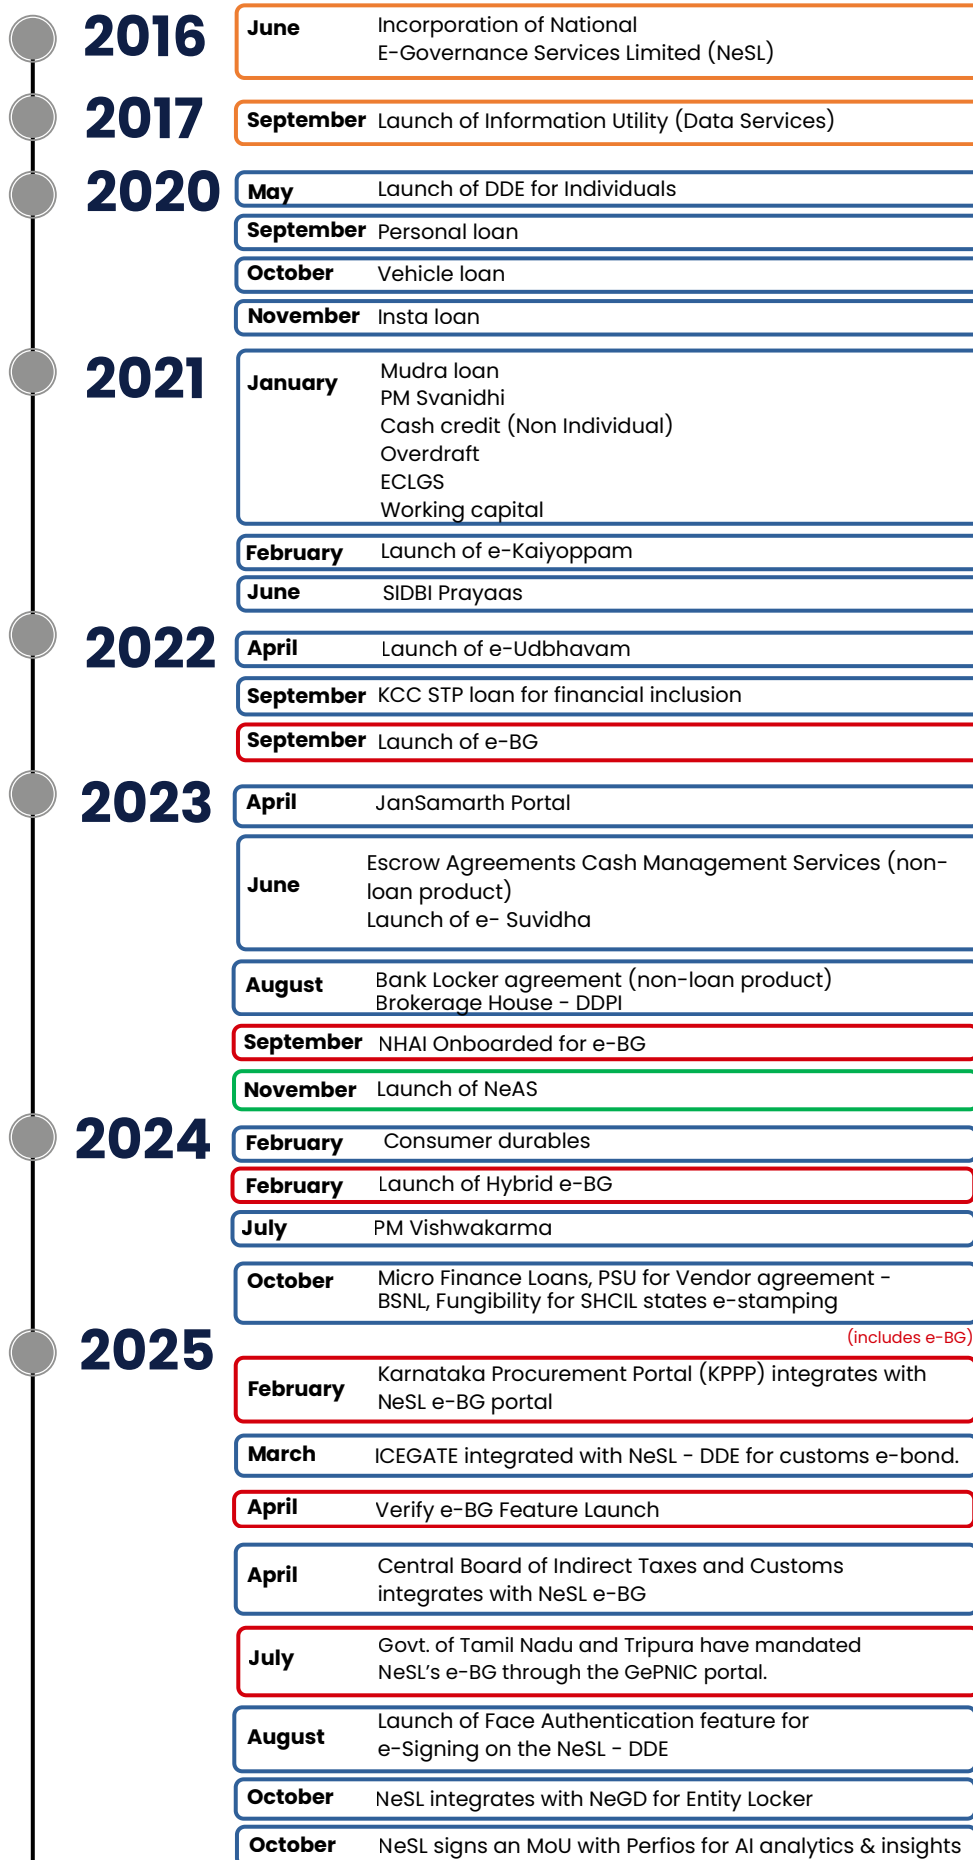 2016
June Incorporation of National
E-Governance Services Limited (NeSL)
2017
September Launch of Information Utility (Data Services)
2020
May Launch of DDE for Individuals
September Personal loan
October Vehicle loan
November Insta loan
2021
January Mudra loan
PM Svanidhi
Cash credit (Non Individual)
Overdraft
ECLGS
Working capital
February Launch of e-Kaiyoppam
June SIDBI Prayaas
2022
April Launch of e-Udbhavam
September KCC STP loan for financial inclusion
September Launch of e-BG
2023
April JanSamarth Portal
June Escrow Agreements Cash Management Services (non-
loan product)
Launch of e- Suvidha
August Bank Locker agreement (non-loan product)
Brokerage House - DDPI
September NHAI Onboarded for e-BG
November Launch of NeAS
2024
February Consumer durables
February Launch of Hybrid e-BG
July PM Vishwakarma
October Micro Finance Loans, PSU for Vendor agreement -
BSNL, Fungibility for SHCIL states e-stamping
(includes e-BG)
2025
February Karnataka Procurement Portal (KPPP) integrates with
NeSL e-BG portal
March ICEGATE integrated with NeSL - DDE for customs e-bond.
April Verify e-BG Feature Launch
April Central Board of Indirect Taxes and Customs
integrates with NeSL e-BG
July Govt. of Tamil Nadu and Tripura have mandated
NeSL's e-BG through the GePNIC portal.
August Launch of Face Authentication feature for
e-Signing on the NeSL - DDE
October NeSL integrates with NeGD for Entity Locker
October NeSL signs an MoU with Perfios for AI analytics & insights